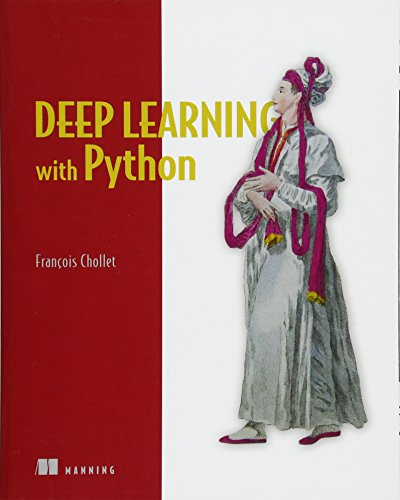 DEEP LEARNING
with Python
François Chollet
MANNING